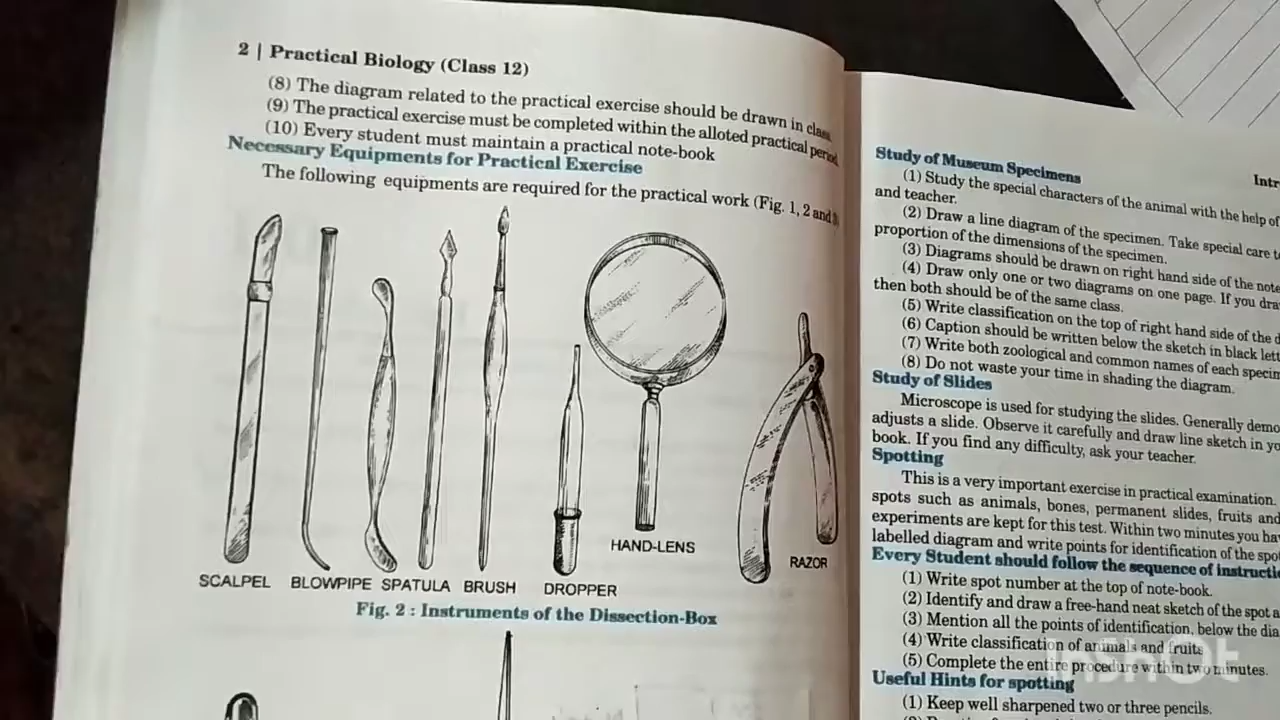 2 | Practical Biology (Class 12)
(8) The diagram related to the practical exercise should be drawn in class
(9) The practical exercise must be completed within the alloted practical period
(10) Every student must maintain a practical note-book
Necessary Equipments for Practical Exercise
The following equipments are required for the practical work (Fig. 1, 2 and
SCALPEL BLOWPIPE SPATULA BRUSH DROPPER HAND-LENS RAZOR
Fig. 2 : Instruments of the Dissection-Box
Study of Museum Specimens
(1) Study the special characters of the animal with the help of
and teacher.
(2) Draw a line diagram of the specimen. Take special care
proportion of the dimensions of the specimen.
(3) Diagrams should be drawn on right hand side of the note
(4) Draw only one or two diagrams on one page. If you
then both should be of the same class.
(5) Write classification on the top of right hand side of the
(6) Caption should be written below the sketch in black
(7) Write both zoological and common names of each
(8) Do not waste your time in shading the diagram.
Study of Slides
Microscope is used for studying the slides. Generally
adjusts a slide. Observe it carefully and draw line sketch in
book. If you find any difficulty, ask your teacher.
Spotting
This is a very important exercise in practical examination.
spots such as animals, bones, permanent slides, fruits and
experiments are kept for this test. Within two minutes you
labelled diagram and write points for identification of the
Every Student should follow the sequence of
(1) Write spot number at the top of note-book.
(2) Identify and draw a free-hand neat sketch of the spot
(3) Mention all the points of identification, below the
(4) Write classification of animals and fruits
(5) Complete the entire procedure within two minutes.
Useful Hints for spotting
(1) Keep well sharpened two or three pencils.
InShOt